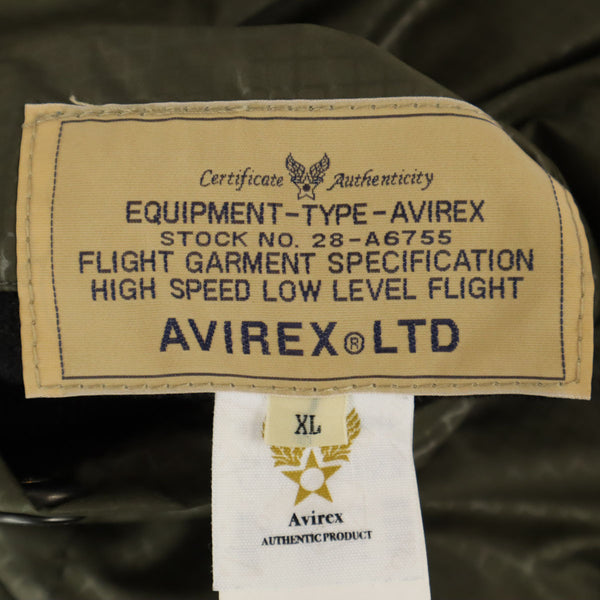 Certificate Authenticity
EQUIPMENT-TYPE-AVIREX
STOCK NO. 28-A6755
FLIGHT GARMENT SPECIFICATION
HIGH SPEED LOW LEVEL FLIGHT
AVIREX®LTD
XL
Avirex
AUTHENTIC PRODUCT